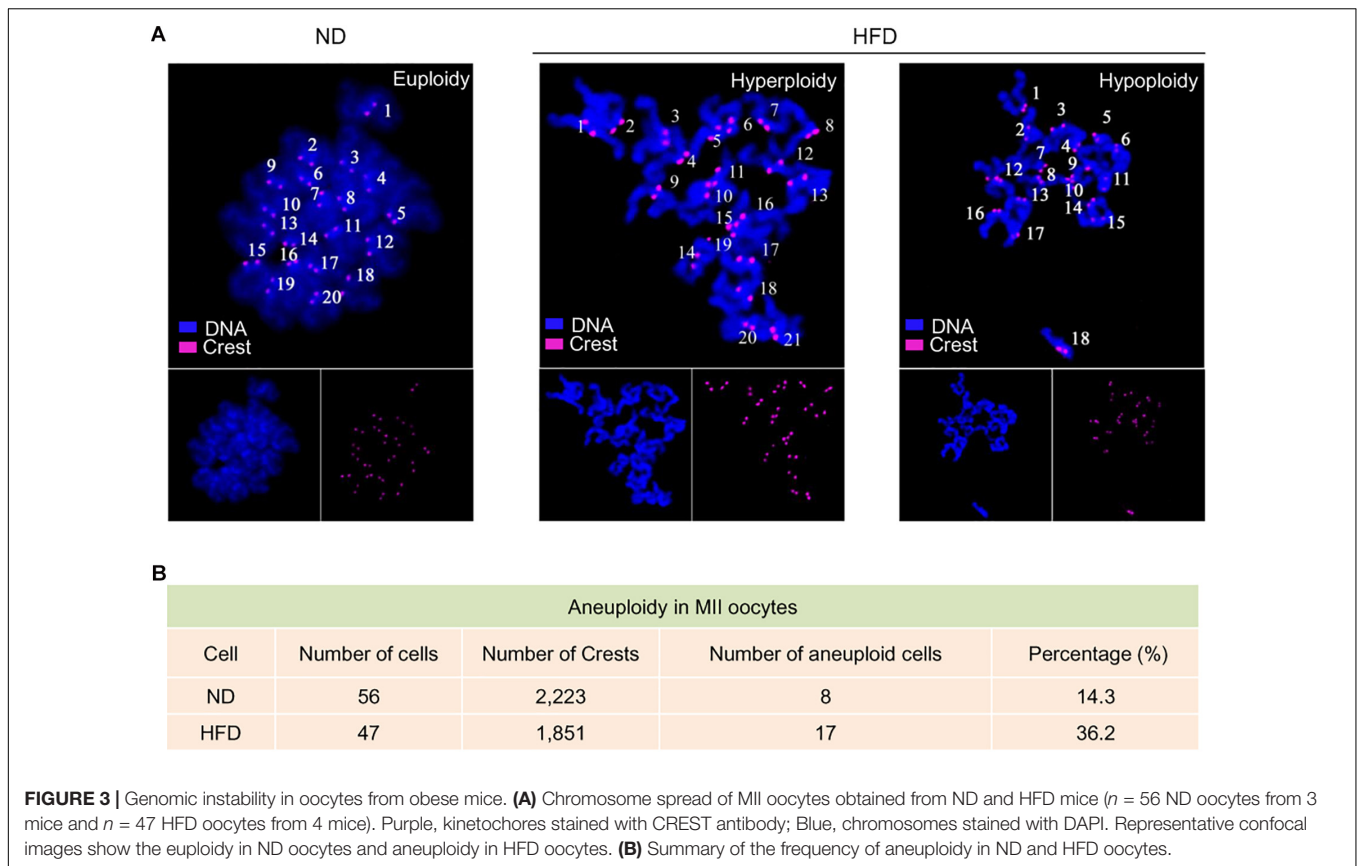 A
ND
HFD
Euploidy
1
2
3
9
6
4
7
8
10
5
13
11
14
12
15
16
17
18
19
20
DNA
Crest
Hyperploidy
1
2
3
7
6
8
5
4
12
11
9
13
10
16
15
19
14
17
18
20
21
DNA
Crest
Hypoploidy
1
3
5
2
4
6
7
9
12
8
11
13
10
16
14
15
17
18
DNA
Crest
B
Aneuploidy in MII oocytes
Cell Number of cells Number of Crests Number of aneuploid cells Percentage (%)
ND 56 2,223 8 14.3
HFD 47 1,851 17 36.2
FIGURE 3 | Genomic instability in oocytes from obese mice. (A) Chromosome spread of MII oocytes obtained from ND and HFD mice (n = 56 ND oocytes from 3
mice and n = 47 HFD oocytes from 4 mice). Purple, kinetochores stained with CREST antibody; Blue, chromosomes stained with DAPI. Representative confocal
images show the euploidy in ND oocytes and aneuploidy in HFD oocytes. (B) Summary of the frequency of aneuploidy in ND and HFD oocytes.